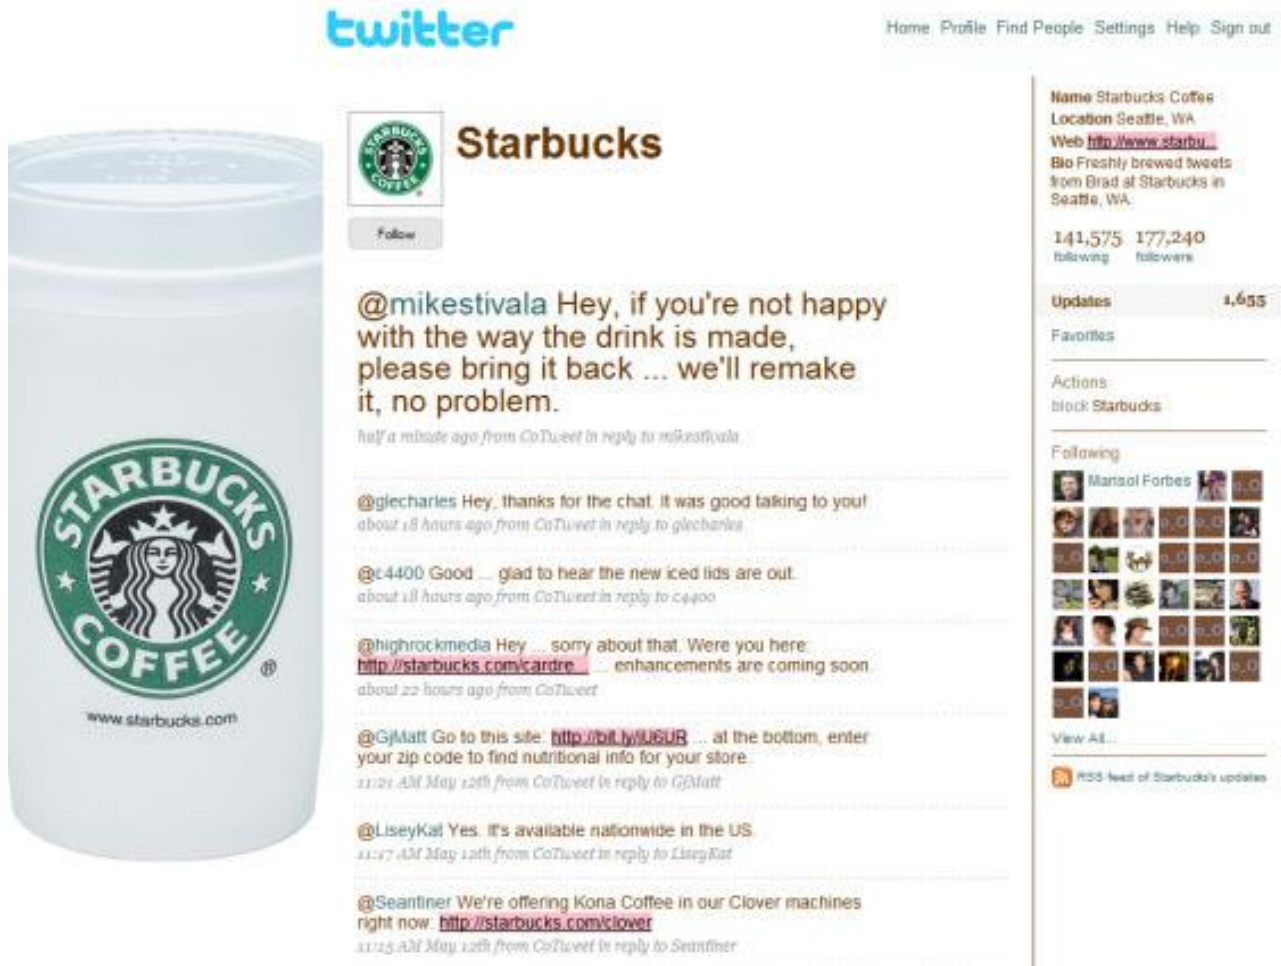 twitter
Home Profile Find People Settings Help Sign out
STARBUCKS COFFEE
®
www.starbucks.com
STARBUCKS COFFEE
Starbucks
Follow
@mikestivala Hey, if you're not happy
with the way the drink is made,
please bring it back ... we'll remake
it, no problem.
half a minute ago from CoTweet in reply to mikestivala
@glecharles Hey, thanks for the chat. It was good talking to you!
about 18 hours ago from CoTweet in reply to glecharles
@c4400 Good ... glad to hear the new iced lids are out.
about 18 hours ago from CoTweet in reply to c4400
@highrockmedia Hey ... sorry about that. Were you here:
http://starbucks.com/cardre... ... enhancements are coming soon.
about 22 hours ago from CoTweet
@GjMatt Go to this site: http://bit.ly/iU6UR ... at the bottom, enter
your zip code to find nutritional info for your store.
11:21 AM May 12th from CoTweet in reply to GjMatt
@LiseyKat Yes. It's available nationwide in the US.
11:17 AM May 12th from CoTweet in reply to LiseyKat
@Seantiner We're offering Kona Coffee in our Clover machines
right now: http://starbucks.com/clover
11:15 AM May 12th from CoTweet in reply to Seantiner
Name Starbucks Coffee
Location Seattle, WA
Web http://www.starbu...
Bio Freshly brewed tweets
from Brad at Starbucks in
Seattle, WA.
141,575 177,240
following followers
Updates 1,655
Favorites
Actions
block Starbucks
Following
Marisol Forbes
View All...
RSS feed of Starbucks's updates